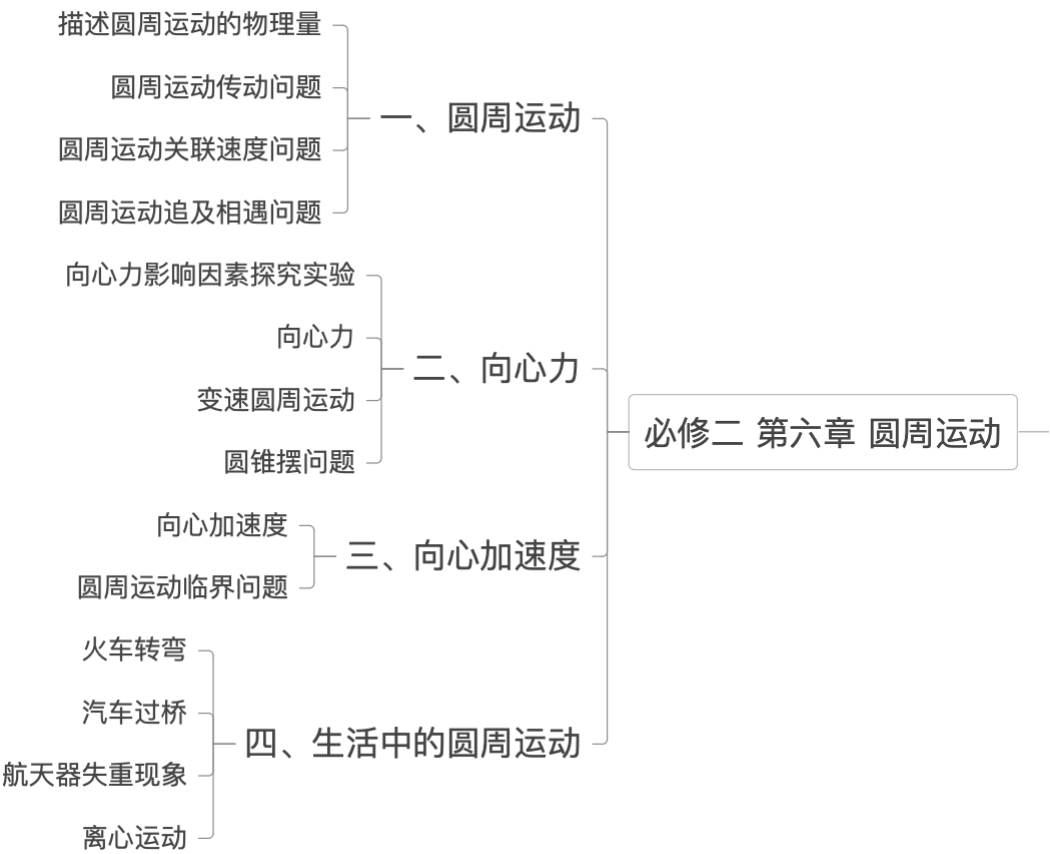 描述圆周运动的物理量
圆周运动传动问题
一、圆周运动
圆周运动关联速度问题
圆周运动追及相遇问题
向心力影响因素探究实验
向心力
二、向心力
变速圆周运动
圆锥摆问题
必修二 第六章 圆周运动
向心加速度
三、向心加速度
圆周运动临界问题
火车转弯
汽车过桥
四、生活中的圆周运动
航天器失重现象
离心运动